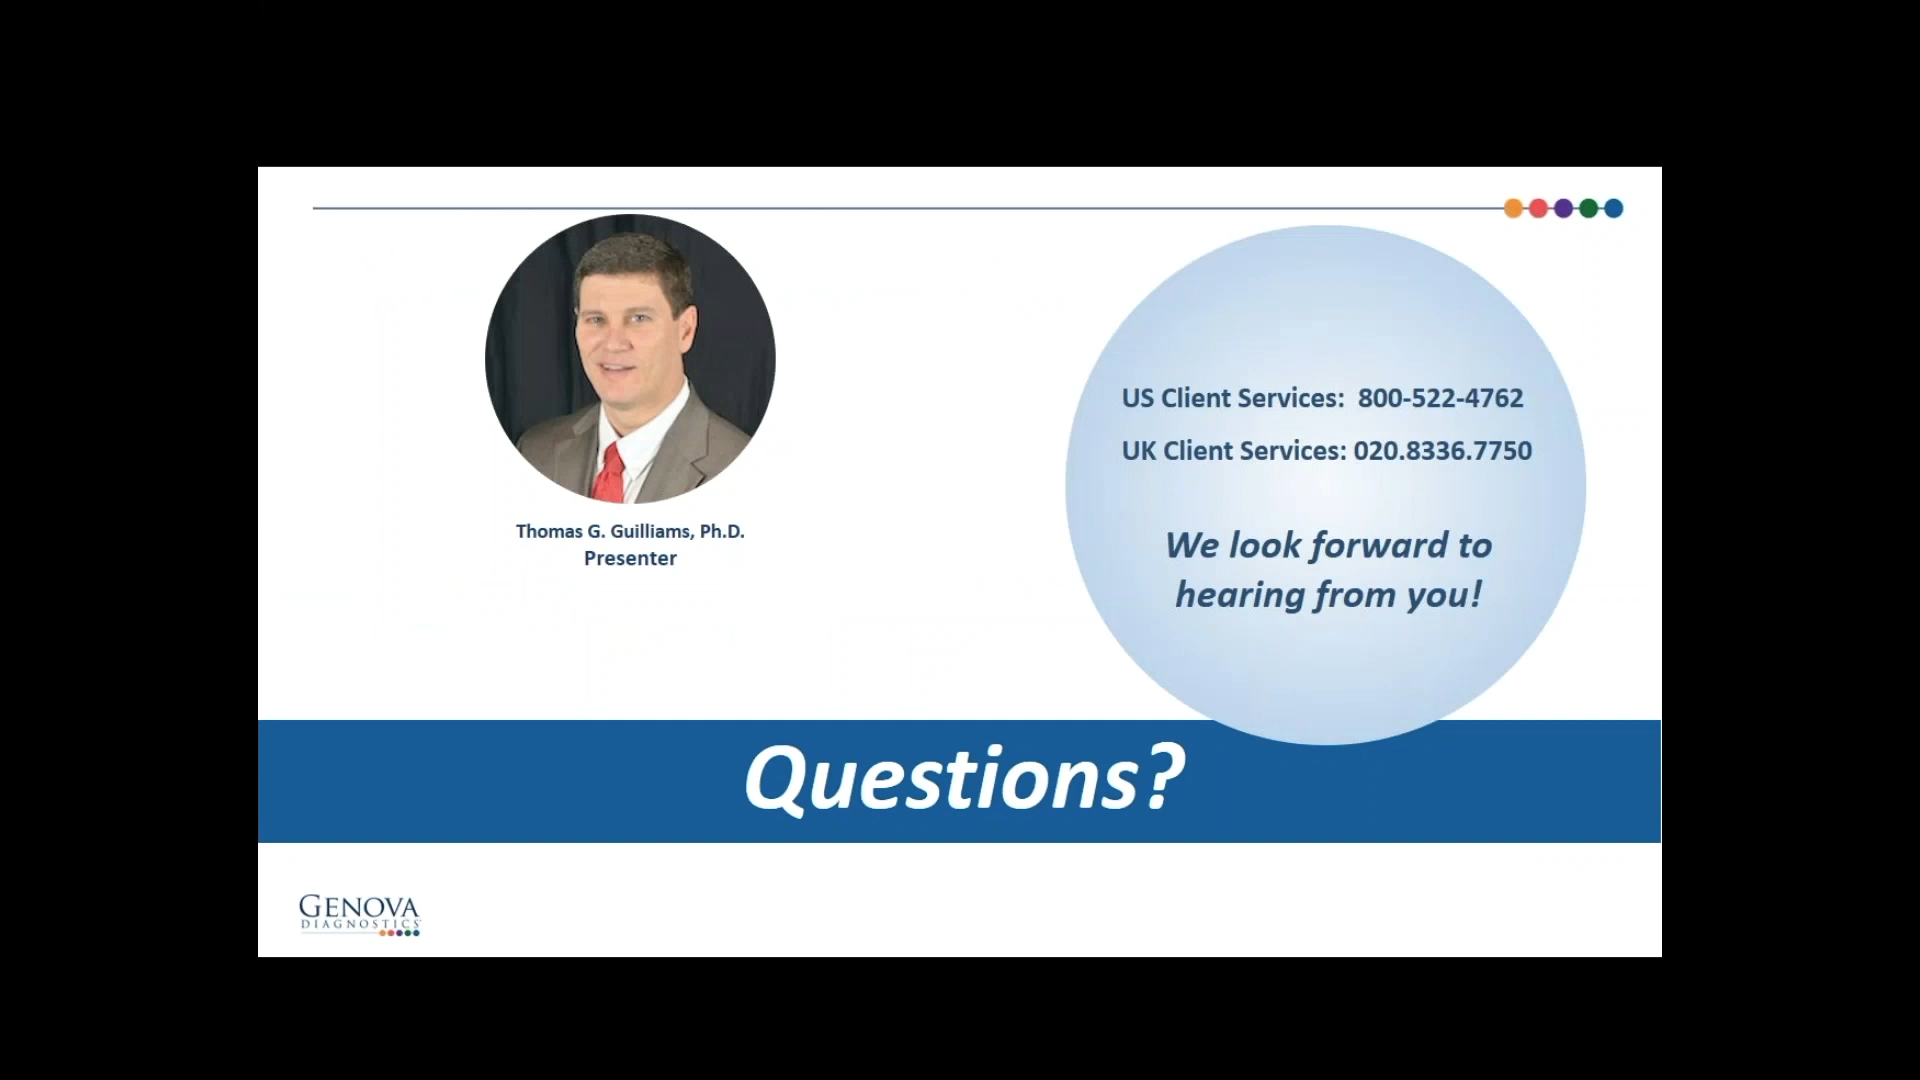 Thomas G. Guilliams, Ph.D.
Presenter
US Client Services: 800-522-4762
UK Client Services: 020.8336.7750
We look forward to
hearing from you!
Questions?
GENOVA
DIAGNOSTICS